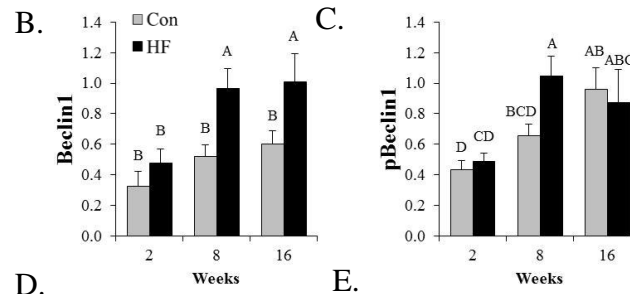 B.
Beclin1
1.4
1.2
1.0
0.8
0.6
0.4
0.2
0.0
Con
HF
B
B
B
A
B
A
2
8
16
Weeks
C.
pBeclin1
1.4
1.2
1.0
0.8
0.6
0.4
0.2
0.0
D
CD
BCD
A
AB
ABC
2
8
16
Weeks
D.
E.